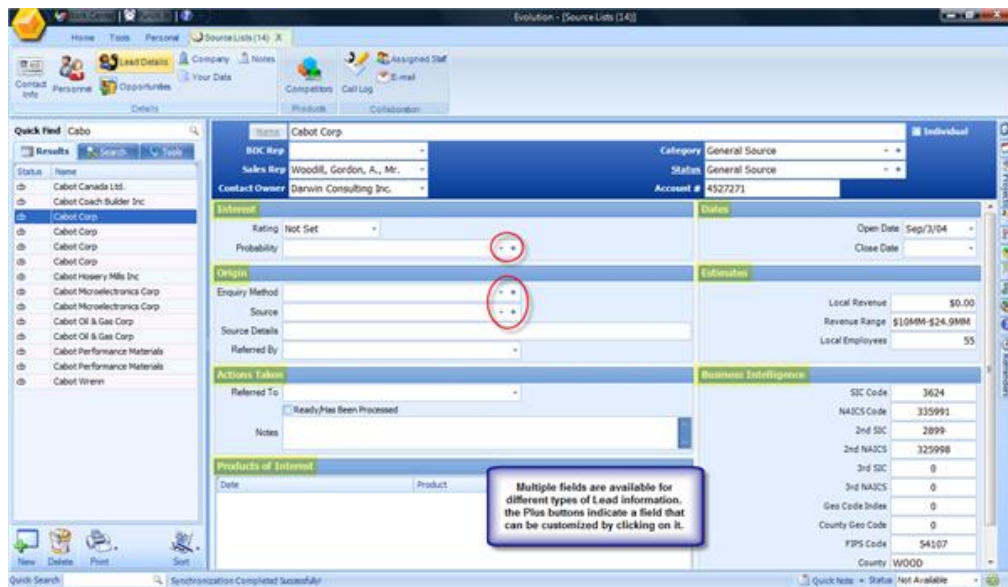 Evolution - [Source Lists (14)]
Home Tools Personal Source Lists (14) X
Contact Info
Personnel
Lead Details
Opportunities
Company
Notes
Your Data
Details
Competitors
Products
Call Log
Assigned Staff
E-mail
Collaboration
Quick Find Cabo
Results Search Tools
Status Name
Cabot Canada Ltd.
Cabot Coach Builder Inc
Cabot Corp
Cabot Corp
Cabot Corp
Cabot Corp
Cabot Hosiery Mills Inc
Cabot Microelectronics Corp
Cabot Microelectronics Corp
Cabot Oil & Gas Corp
Cabot Oil & Gas Corp
Cabot Performance Materials
Cabot Performance Materials
Cabot Wrenn
New Delete Print Sort
Name Cabot Corp
Individual
BDC Rep
Category General Source
Sales Rep Woodill, Gordon, A., Mr.
Status General Source
Contact Owner Darwin Consulting Inc.
Account # 4527271
Interest
Rating Not Set
Probability
Origin
Enquiry Method
Source
Source Details
Referred By
Actions Taken
Referred To
Ready/Has Been Processed
Notes
Products of Interest
Date Product
Multiple fields are available for
different types of Lead information.
the Plus buttons indicate a field that
can be customized by clicking on it.
Dates
Open Date Sep/3/04
Close Date
Estimates
Local Revenue $0.00
Revenue Range $10MM-$24.9MM
Local Employees 55
Business Intelligence
SIC Code 3624
NAICS Code 335991
2nd SIC 2899
2nd NAICS 325998
3rd SIC 0
3rd NAICS 0
Geo Code Index 0
County Geo Code 0
FIPS Code 54107
County WOOD
Quick Search
Synchronization Completed Successfully!
Quick Note
Status Not Available